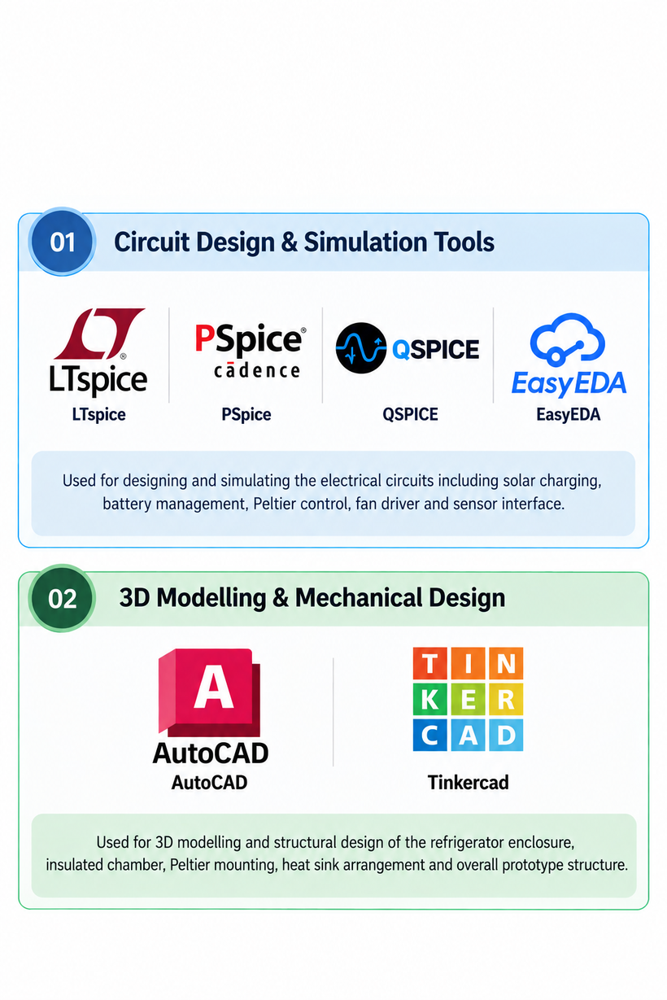 01
Circuit Design & Simulation Tools
LTspice
®
LTspice
PSpice®
cādence
PSpice
QSPICE
QSPICE
EasyEDA
EasyEDA
Used for designing and simulating the electrical circuits including solar charging,
battery management, Peltier control, fan driver and sensor interface.
02
3D Modelling & Mechanical Design
A
AutoCAD
AutoCAD
TIN
KER
CAD
Tinkercad
Used for 3D modelling and structural design of the refrigerator enclosure,
insulated chamber, Peltier mounting, heat sink arrangement and overall prototype structure.